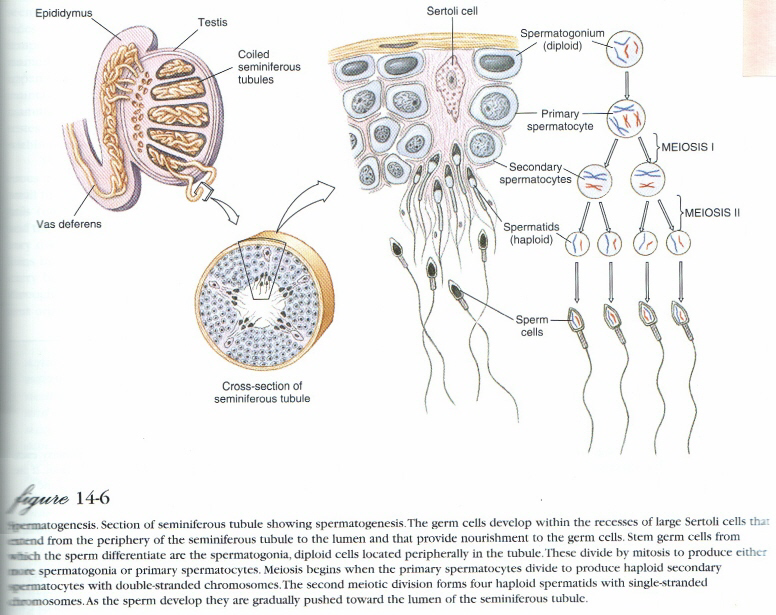 Epididymus
Testis
Coiled
seminiferous
tubules
Vas deferens
Cross-section of
seminiferous tubule
Sertoli cell
Spermatogonium
(diploid)
Primary
spermatocyte
MEIOSIS I
Secondary
spermatocytes
MEIOSIS II
Spermatids
(haploid)
Sperm
cells
figure 14-6
Spermatogenesis. Section of seminiferous tubule showing spermatogenesis. The germ cells develop within the recesses of large Sertoli cells that
extend from the periphery of the seminiferous tubule to the lumen and that provide nourishment to the germ cells. Stem germ cells from
which the sperm differentiate are the spermatogonia, diploid cells located peripherally in the tubule. These divide by mitosis to produce either
more spermatogonia or primary spermatocytes. Meiosis begins when the primary spermatocytes divide to produce haploid secondary
spermatocytes with double-stranded chromosomes. The second meiotic division forms four haploid spermatids with single-stranded
chromosomes. As the sperm develop they are gradually pushed toward the lumen of the seminiferous tubule.